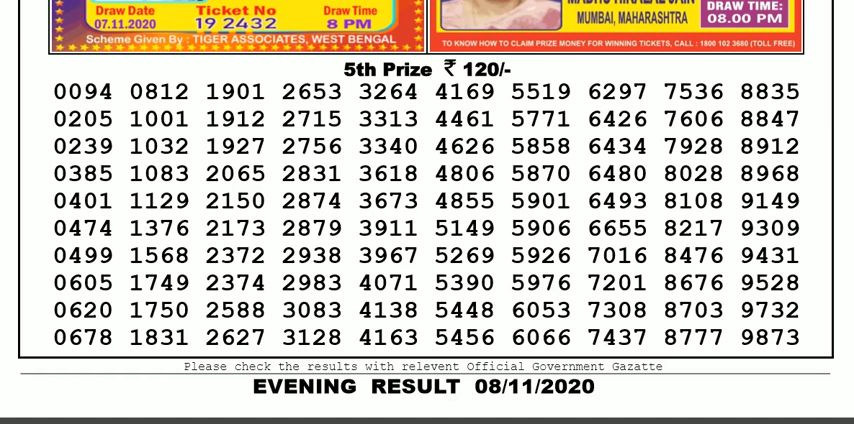 Draw Date Ticket No Draw Time
07.11.2020 19 2432 8 PM
Scheme Given By : TIGER ASSOCIATES, WEST BENGAL
MADHU HIRALAL JAIN
MUMBAI, MAHARASHTRA
DRAW TIME:
08.00 PM
TO KNOW HOW TO CLAIM PRIZE MONEY FOR WINNING TICKETS, CALL : 1800 102 3680 (TOLL FREE)
5th Prize ₹ 120/-
0094 0812 1901 2653 3264 4169 5519 6297 7536 8835
0205 1001 1912 2715 3313 4461 5771 6426 7606 8847
0239 1032 1927 2756 3340 4626 5858 6434 7928 8912
0385 1083 2065 2831 3618 4806 5870 6480 8028 8968
0401 1129 2150 2874 3673 4855 5901 6493 8108 9149
0474 1376 2173 2879 3911 5149 5906 6655 8217 9309
0499 1568 2372 2938 3967 5269 5926 7016 8476 9431
0605 1749 2374 2983 4071 5390 5976 7201 8676 9528
0620 1750 2588 3083 4138 5448 6053 7308 8703 9732
0678 1831 2627 3128 4163 5456 6066 7437 8777 9873
Please check the results with relevent Official Government Gazatte
EVENING RESULT 08/11/2020